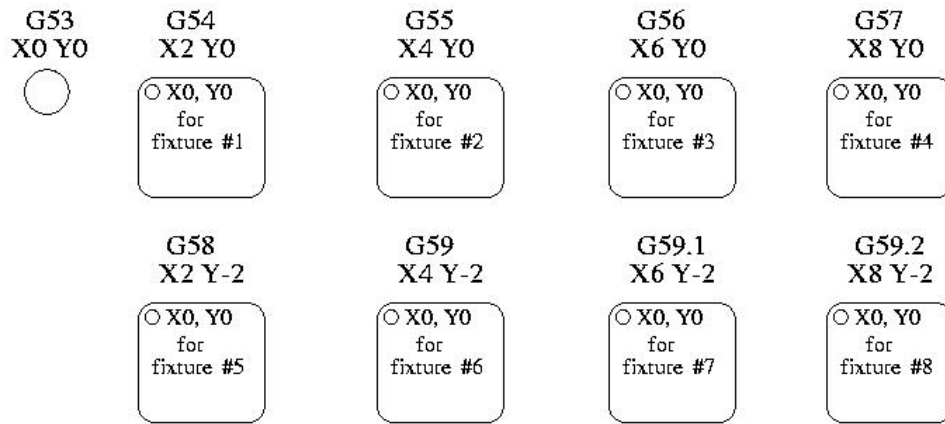 G53 G54 G55 G56 G57
X0 Y0 X2 Y0 X4 Y0 X6 Y0 X8 Y0
X0, Y0 X0, Y0 X0, Y0 X0, Y0
for for for for
fixture #1 fixture #2 fixture #3 fixture #4
G58 G59 G59.1 G59.2
X2 Y-2 X4 Y-2 X6 Y-2 X8 Y-2
X0, Y0 X0, Y0 X0, Y0 X0, Y0
for for for for
fixture #5 fixture #6 fixture #7 fixture #8